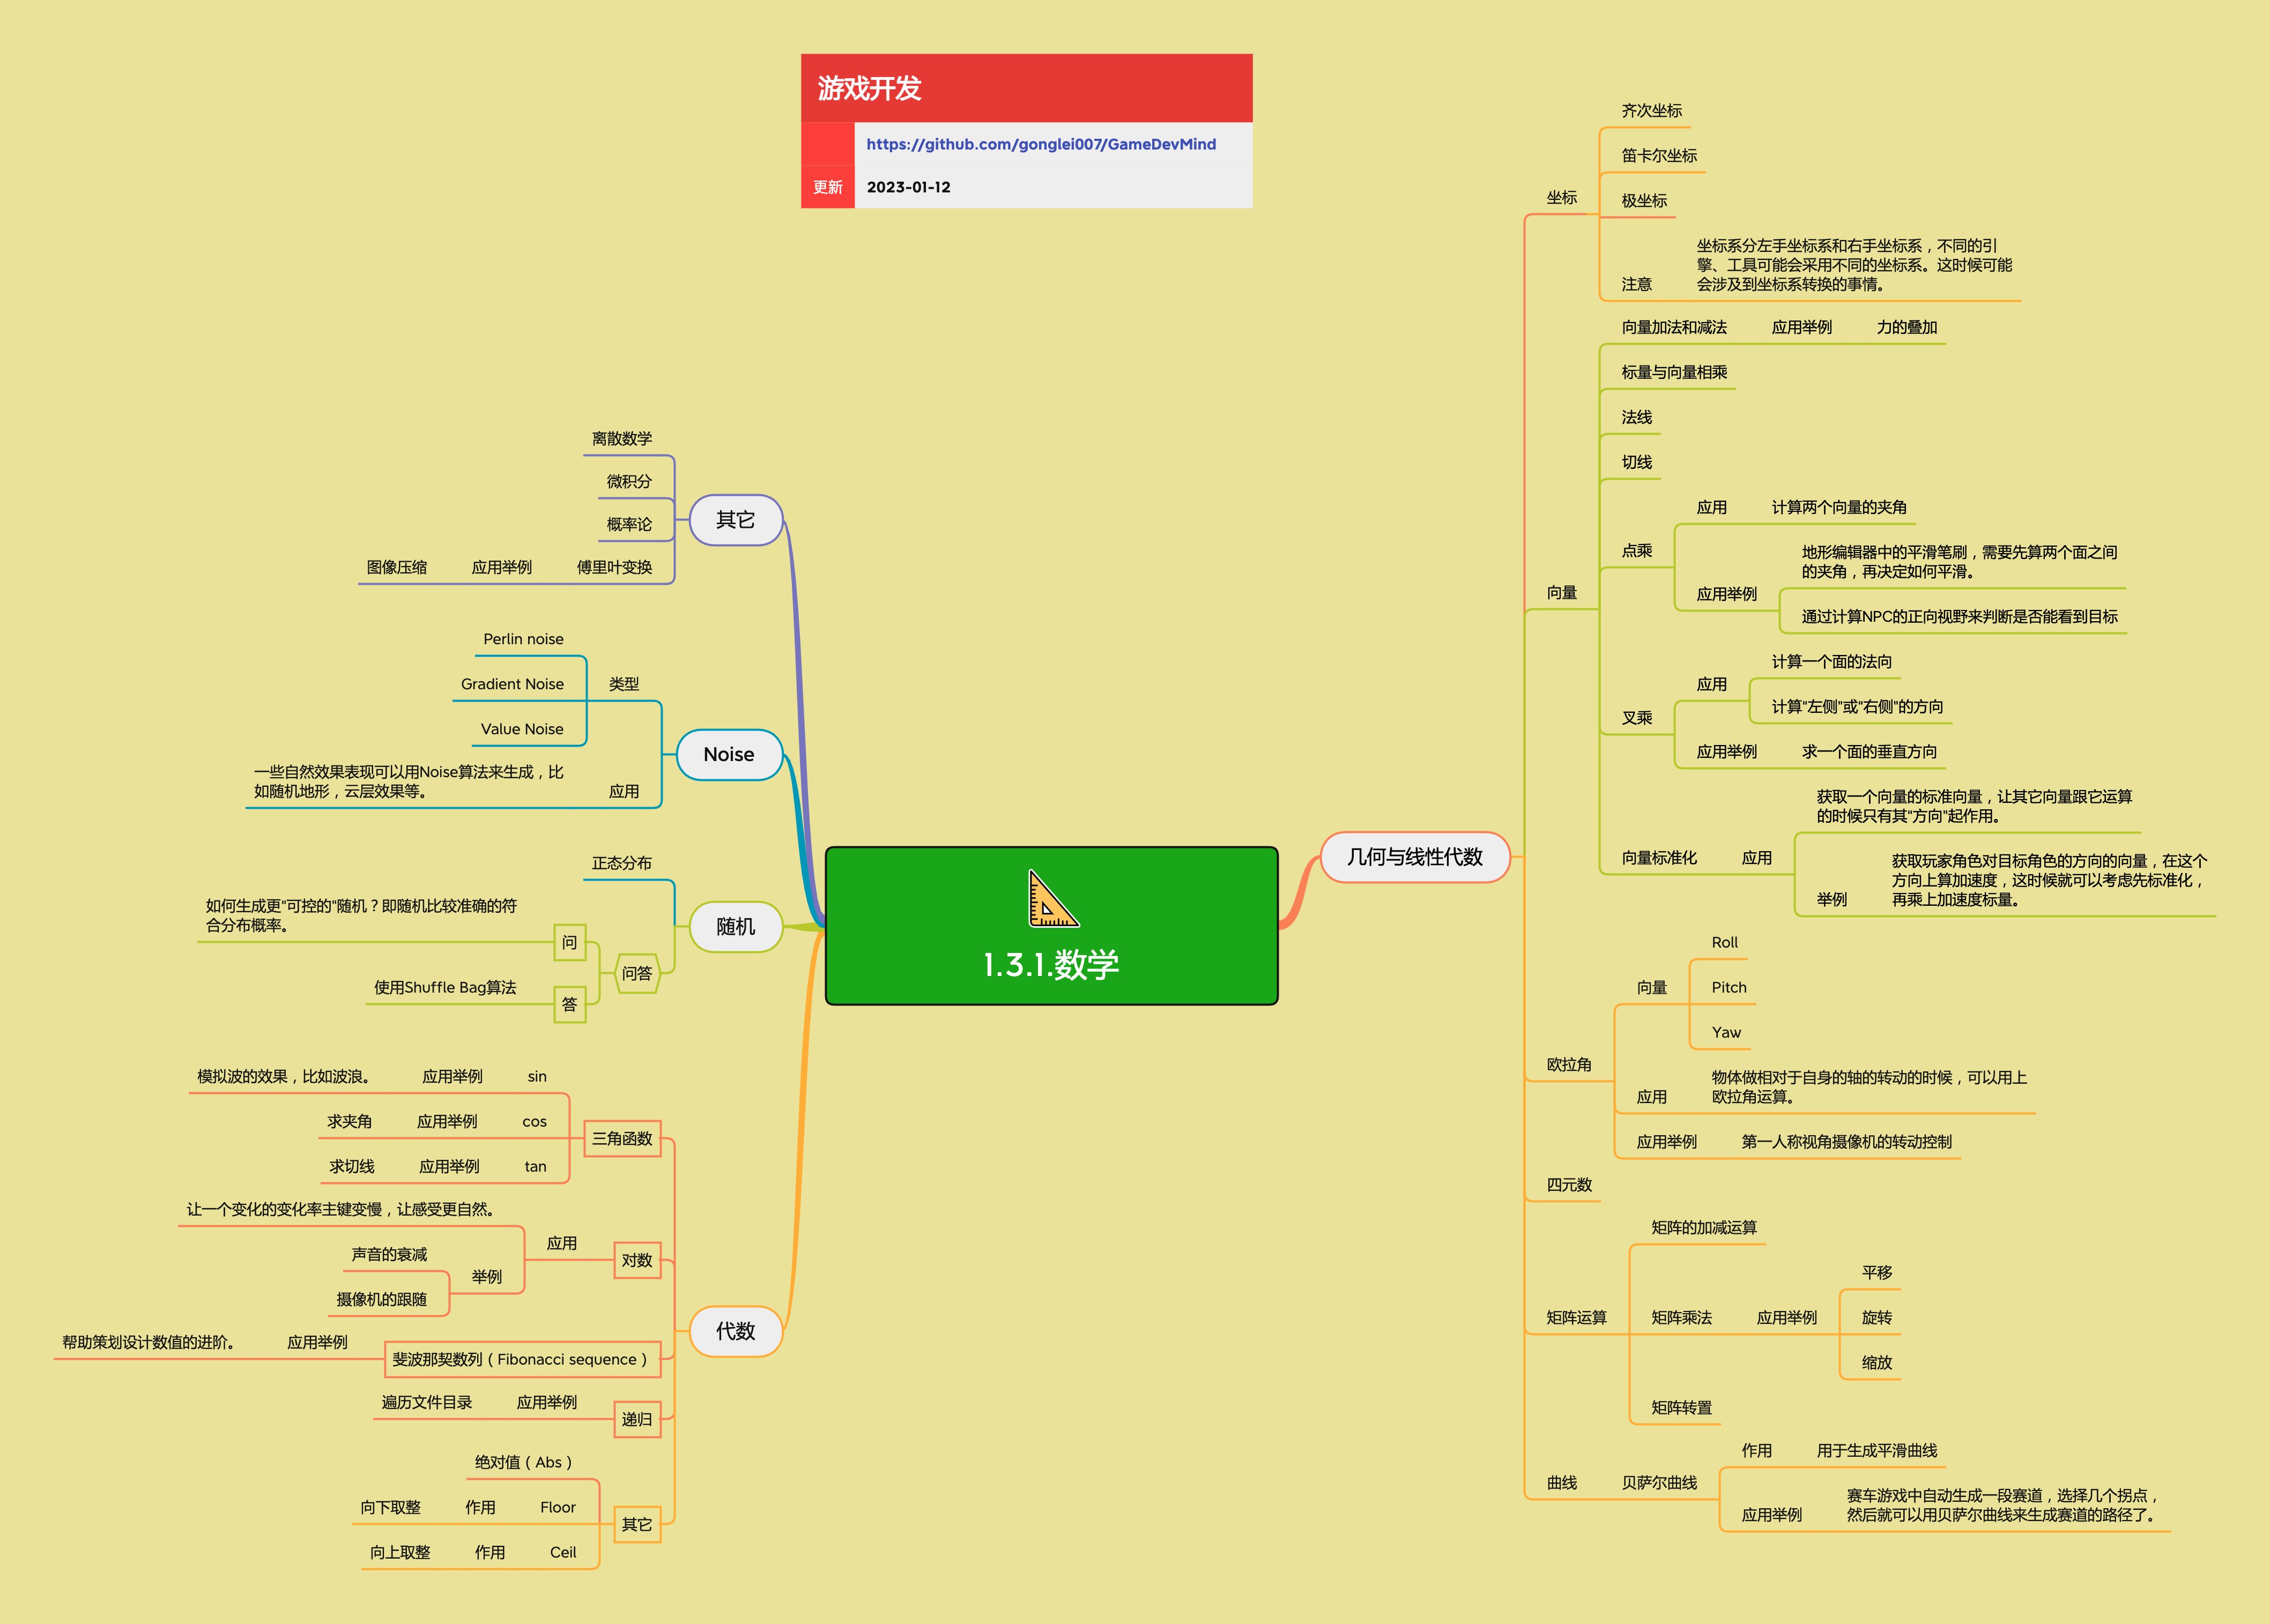 游戏开发
https://github.com/gonglei007/GameDevMind
更新
2023-01-12
1.3.1.数学
几何与线性代数
坐标
齐次坐标
笛卡尔坐标
极坐标
注意
坐标系分左手坐标系和右手坐标系，不同的引
擎、工具可能会采用不同的坐标系。这时候可能
会涉及到坐标系转换的事情。
向量
向量加法和减法
应用举例
力的叠加
标量与向量相乘
法线
切线
点乘
应用
计算两个向量的夹角
应用举例
地形编辑器中的平滑笔刷，需要先算两个面之间
的夹角，再决定如何平滑。
通过计算NPC的正向视野来判断是否能看到目标
叉乘
应用
计算一个面的法向
计算"左侧"或"右侧"的方向
应用举例
求一个面的垂直方向
向量标准化
应用
获取一个向量的标准向量，让其它向量跟它运算
的时候只有其"方向"起作用。
举例
获取玩家角色对目标角色的方向的向量，在这个
方向上算加速度，这时候就可以考虑先标准化，
再乘上加速度标量。
欧拉角
向量
Roll
Pitch
Yaw
应用
物体做相对于自身的轴的转动的时候，可以用上
欧拉角运算。
应用举例
第一人称视角摄像机的转动控制
四元数
矩阵运算
矩阵的加减运算
矩阵乘法
应用举例
平移
旋转
缩放
矩阵转置
曲线
贝萨尔曲线
作用
用于生成平滑曲线
应用举例
赛车游戏中自动生成一段赛道，选择几个拐点，
然后就可以用贝萨尔曲线来生成赛道的路径了。
其它
离散数学
微积分
概率论
傅里叶变换
应用举例
图像压缩
Noise
类型
Perlin noise
Gradient Noise
Value Noise
应用
一些自然效果表现可以用Noise算法来生成，比
如随机地形，云层效果等。
随机
正态分布
问答
问
如何生成更"可控的"随机？即随机比较准确的符
合分布概率。
答
使用Shuffle Bag算法
代数
三角函数
sin
应用举例
模拟波的效果，比如波浪。
cos
应用举例
求夹角
tan
应用举例
求切线
对数
应用
让一个变化的变化率主键变慢，让感受更自然。
举例
声音的衰减
摄像机的跟随
斐波那契数列（Fibonacci sequence）
应用举例
帮助策划设计数值的进阶。
递归
应用举例
遍历文件目录
其它
绝对值（Abs）
Floor
作用
向下取整
Ceil
作用
向上取整